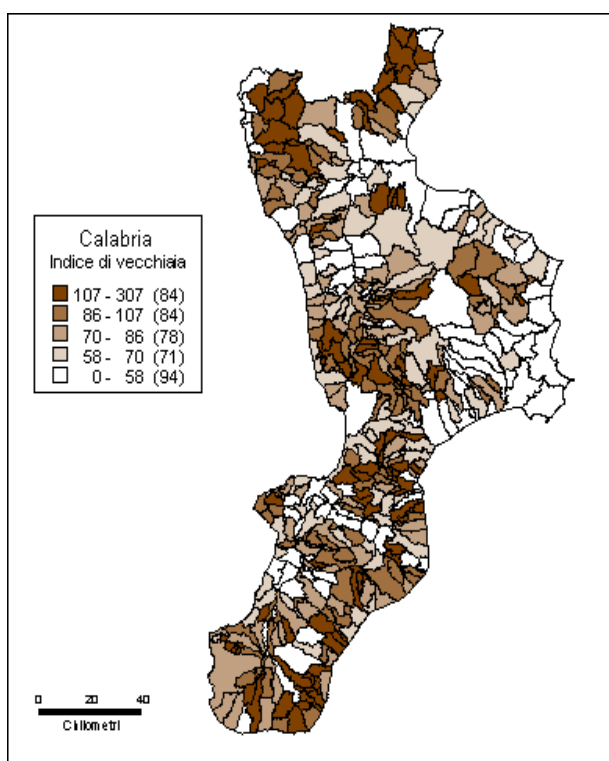 Calabria
Indice di vecchiaia
107 - 307 (84)
86 - 107 (84)
70 - 86 (78)
58 - 70 (71)
0 - 58 (94)
0 20 40
Chilometri